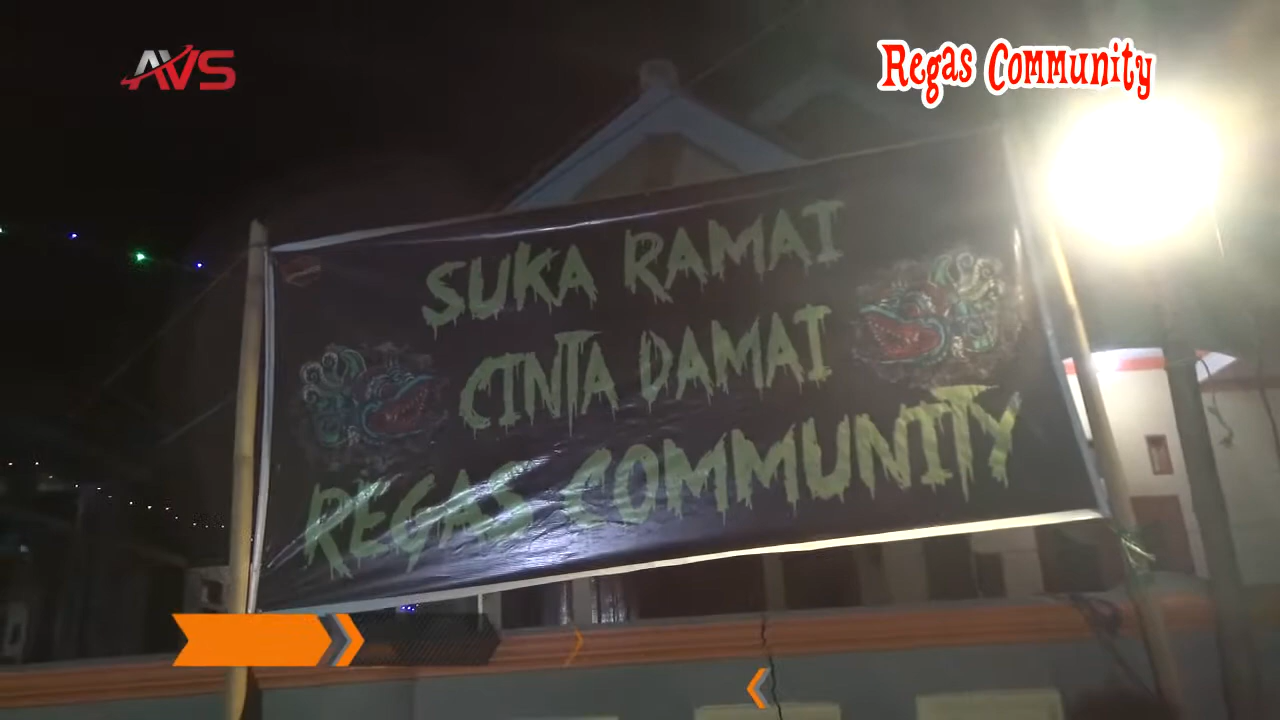 AVS
Regas Community
SUKA RAMAI
CINTA DAMAI
REGAS COMMUNITY